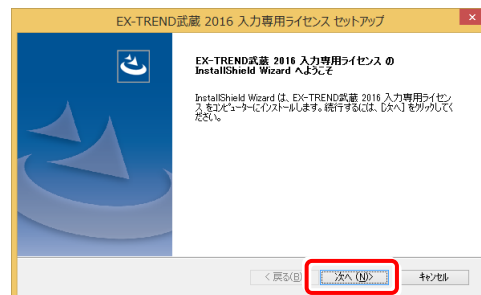 EX-TREND武蔵 2016 入力専用ライセンス セットアップ
EX-TREND武蔵 2016 入力専用ライセンス の
InstallShield Wizard へようこそ
InstallShield Wizard は、EX-TREND武蔵 2016 入力専用ライセン
ス をコンピューターにインストールします。続行するには、[次へ] をクリックしてく
ださい。
< 戻る(B)
次へ (N)>
キャンセル